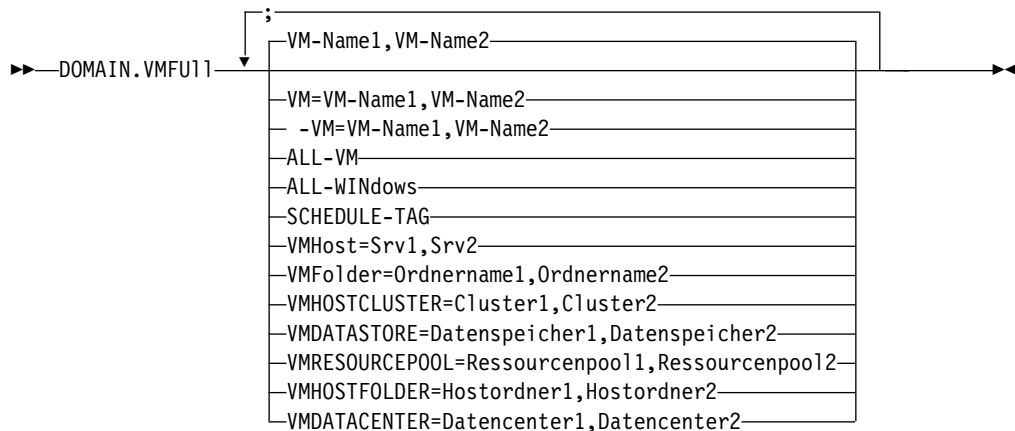 ;
VM-Name1,VM-Name2
DOMAIN.VMFUll
VM=VM-Name1,VM-Name2
-VM=VM-Name1,VM-Name2
ALL-VM
ALL-WINdows
SCHEDULE-TAG
VMHost=Srv1,Srv2
VMFolder=Ordnername1,Ordnername2
VMHOSTCLUSTER=Cluster1,Cluster2
VMDATASTORE=Datenspeicher1,Datenspeicher2
VMRESOURCEPOOL=Ressourcenpool1,Ressourcenpool2
VMHOSTFOLDER=Hostordner1,Hostordner2
VMDATACENTER=Datencenter1,Datencenter2